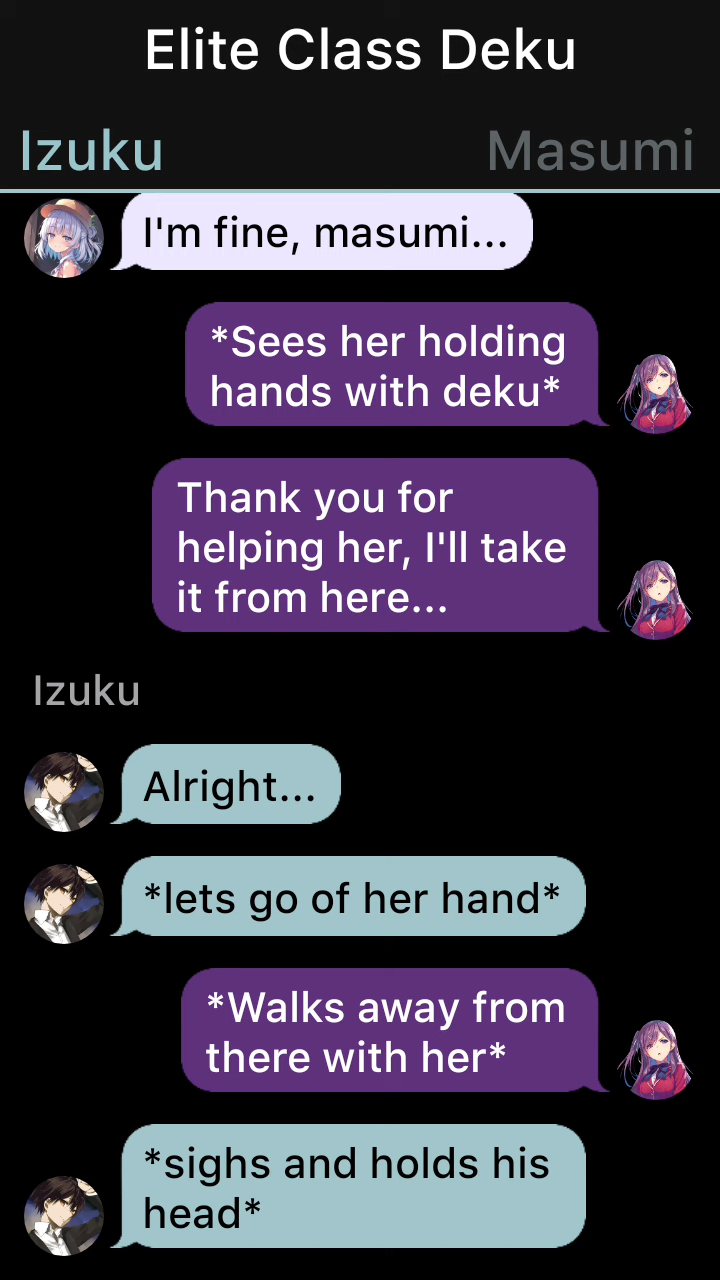 Elite Class Deku
Izuku
Masumi
I'm fine, masumi...
*Sees her holding
hands with deku*
Thank you for
helping her, I'll take
it from here...
Izuku
Alright...
*lets go of her hand*
*Walks away from
there with her*
*sighs and holds his
head*